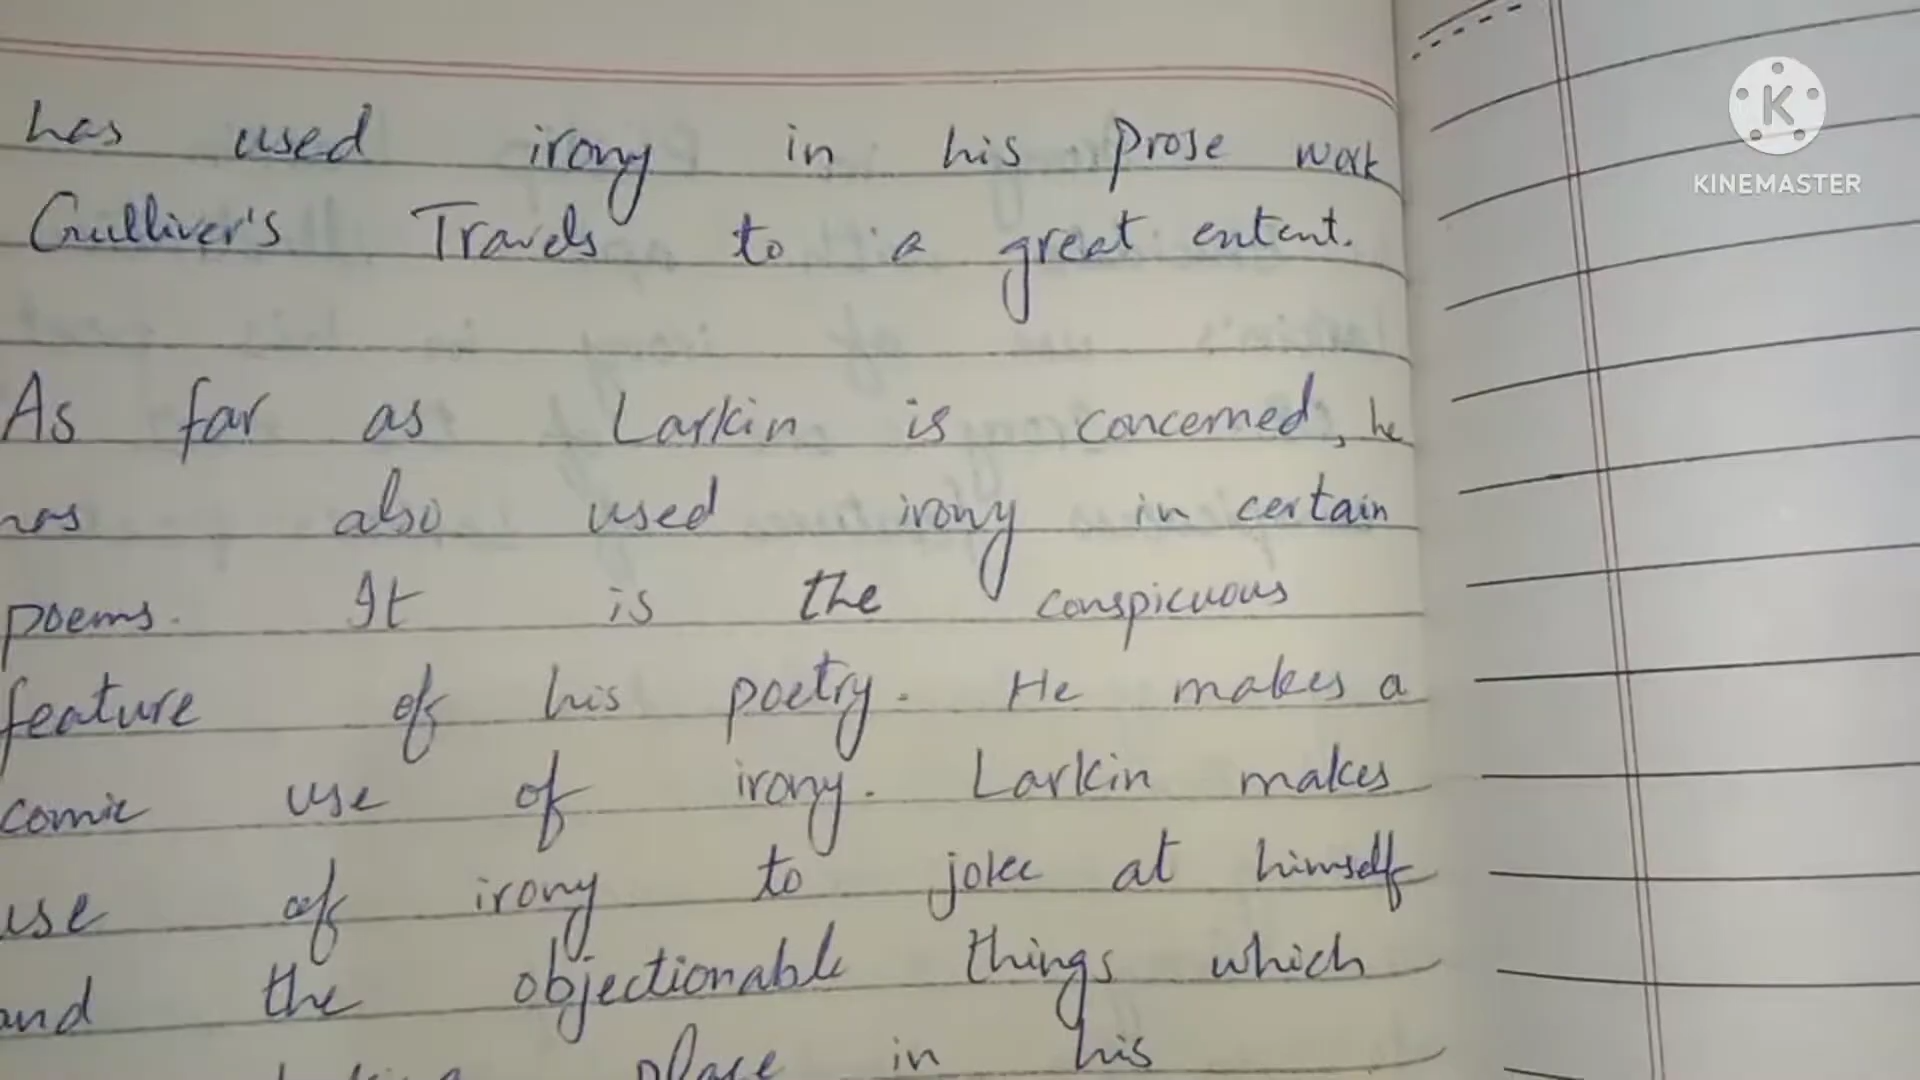 has used irony in his prose work
Gulliver's Travels to a great extent.
As far as Larkin is concerned, he
has also used irony in certain
poems. It is the conspicuous
feature of his poetry. He makes a
comic use of irony. Larkin makes
use of irony to joke at himself
and the objectionable things which
place in his
K
KINEMASTER